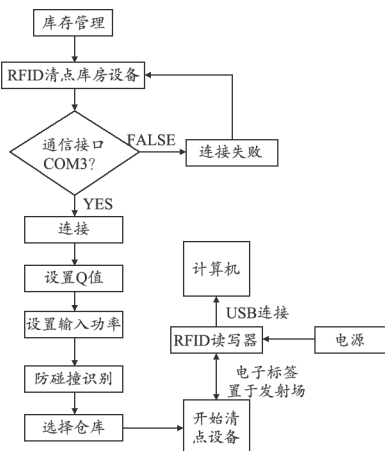 库存管理
RFID清点库房设备
通信接口
COM3?
FALSE
连接失败
YES
连接
设置Q值
设置输入功率
防碰撞识别
选择仓库
计算机
USB连接
RFID读写器
电源
电子标签
置于发射场
开始清
点设备